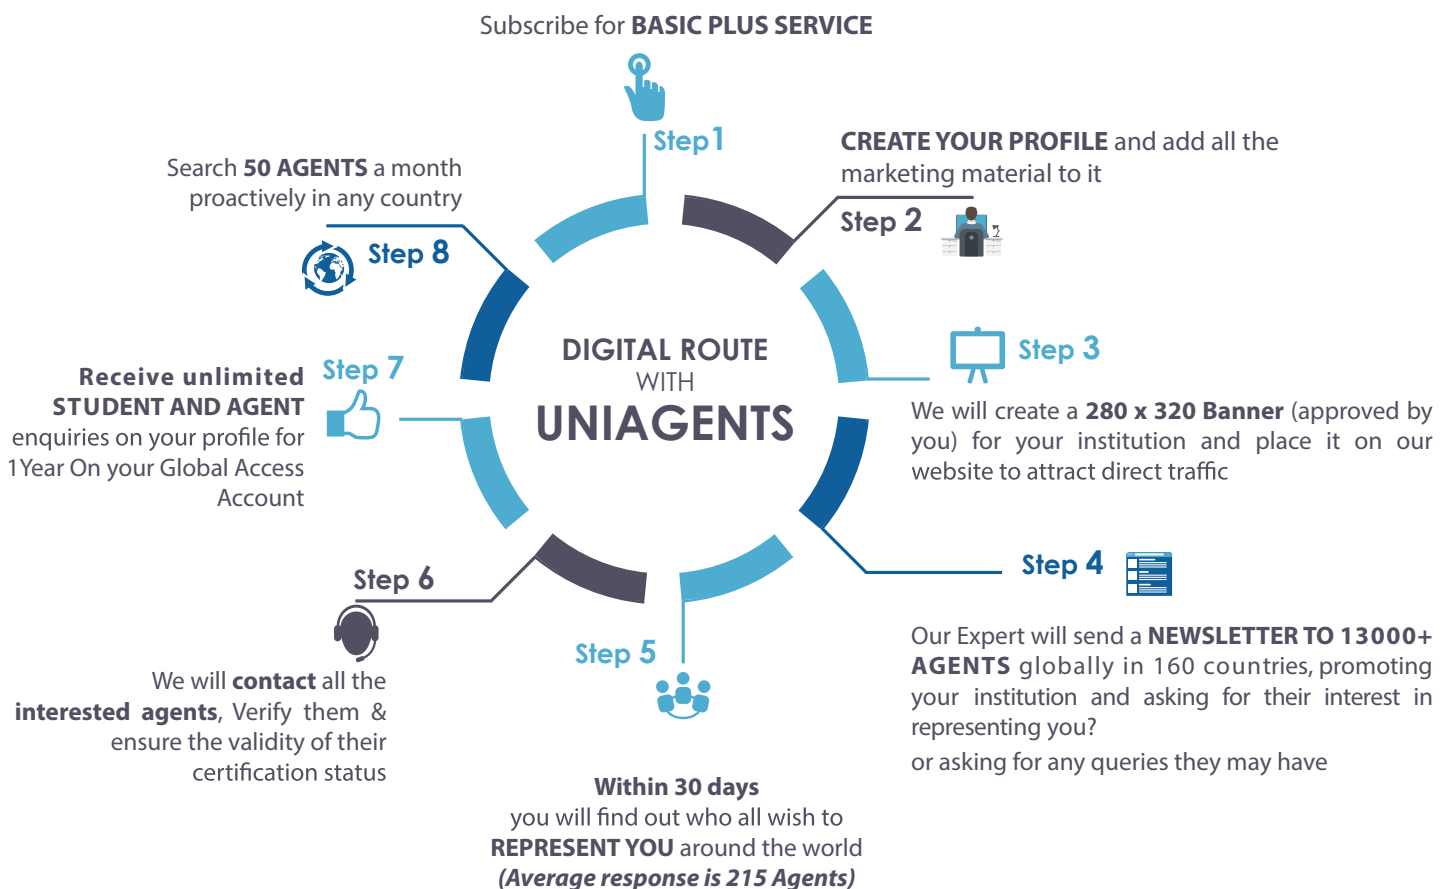 Subscribe for BASIC PLUS SERVICE
Step1
CREATE YOUR PROFILE and add all the
marketing material to it
Step 2
Step 3
We will create a 280 x 320 Banner (approved by
you) for your institution and place it on our
website to attract direct traffic
Step 4
Our Expert will send a NEWSLETTER TO 13000+
AGENTS globally in 160 countries, promoting
your institution and asking for their interest in
representing you?
or asking for any queries they may have
Step 5
Within 30 days
you will find out who all wish to
REPRESENT YOU around the world
(Average response is 215 Agents)
Step 6
We will contact all the
interested agents, Verify them &
ensure the validity of their
certification status
Step 7
Receive unlimited
STUDENT AND AGENT
enquiries on your profile for
1Year On your Global Access
Account
Search 50 AGENTS a month
proactively in any country
Step 8
DIGITAL ROUTE
WITH
UNIAGENTS